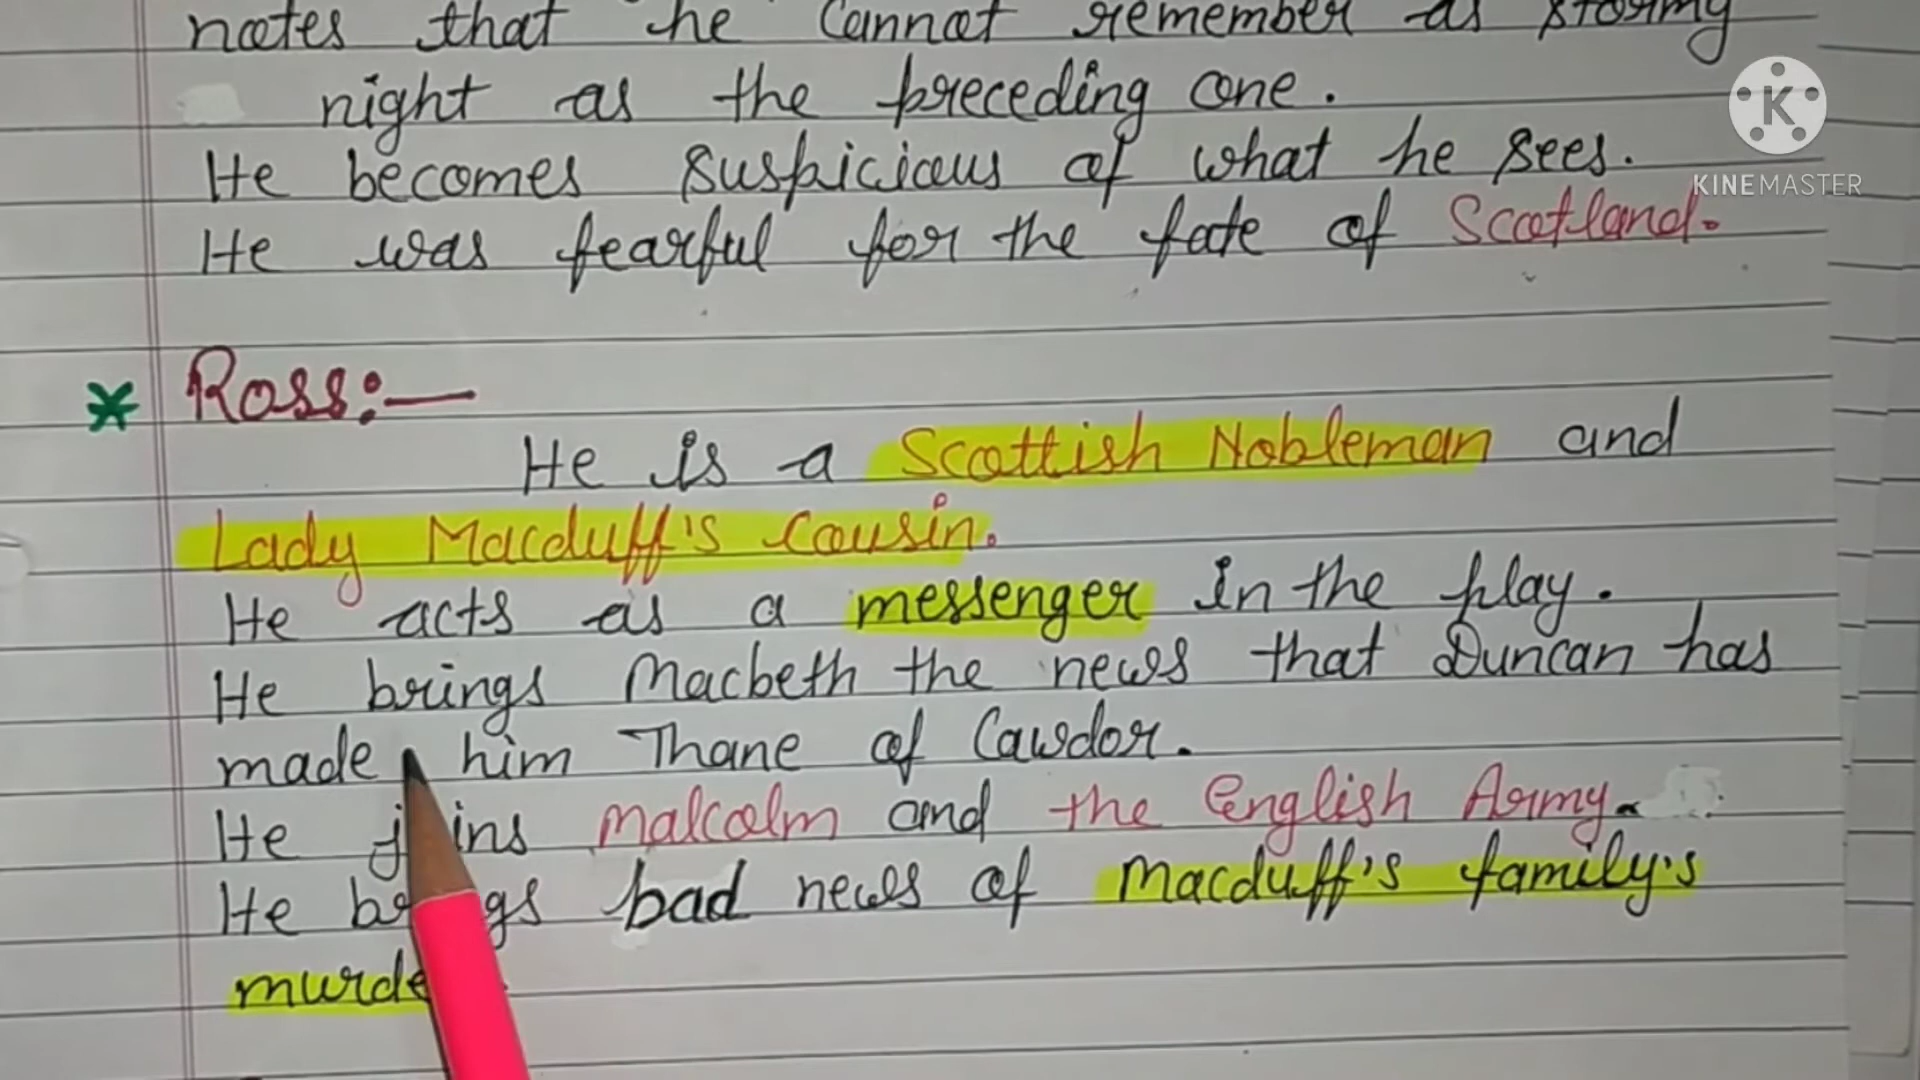 notes that he cannot remember as stormy
night as the preceding one.
He becomes suspicious of what he sees.
He was fearful for the fate of Scotland.
* Ross:—
He is a Scottish Nobleman and
Lady Macduff's cousin.
He acts as a messenger in the play.
He brings Macbeth the news that Duncan has
made him Thane of Cawdor.
He joins Malcolm and the English Army.
He brings bad news of Macduff's family's
murde
K
KINEMASTER